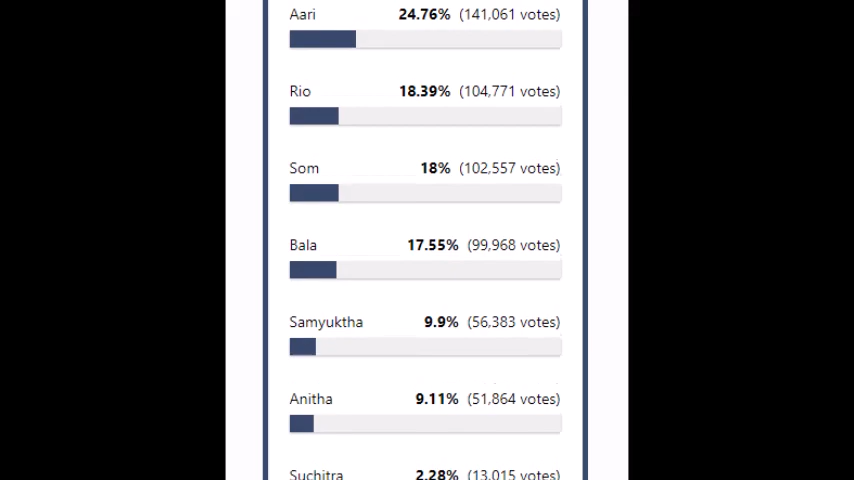 Aari 24.76% (141,061 votes)
Rio 18.39% (104,771 votes)
Som 18% (102,557 votes)
Bala 17.55% (99,968 votes)
Samyuktha 9.9% (56,383 votes)
Anitha 9.11% (51,864 votes)
Suchitra 2.28% (13,015 votes)